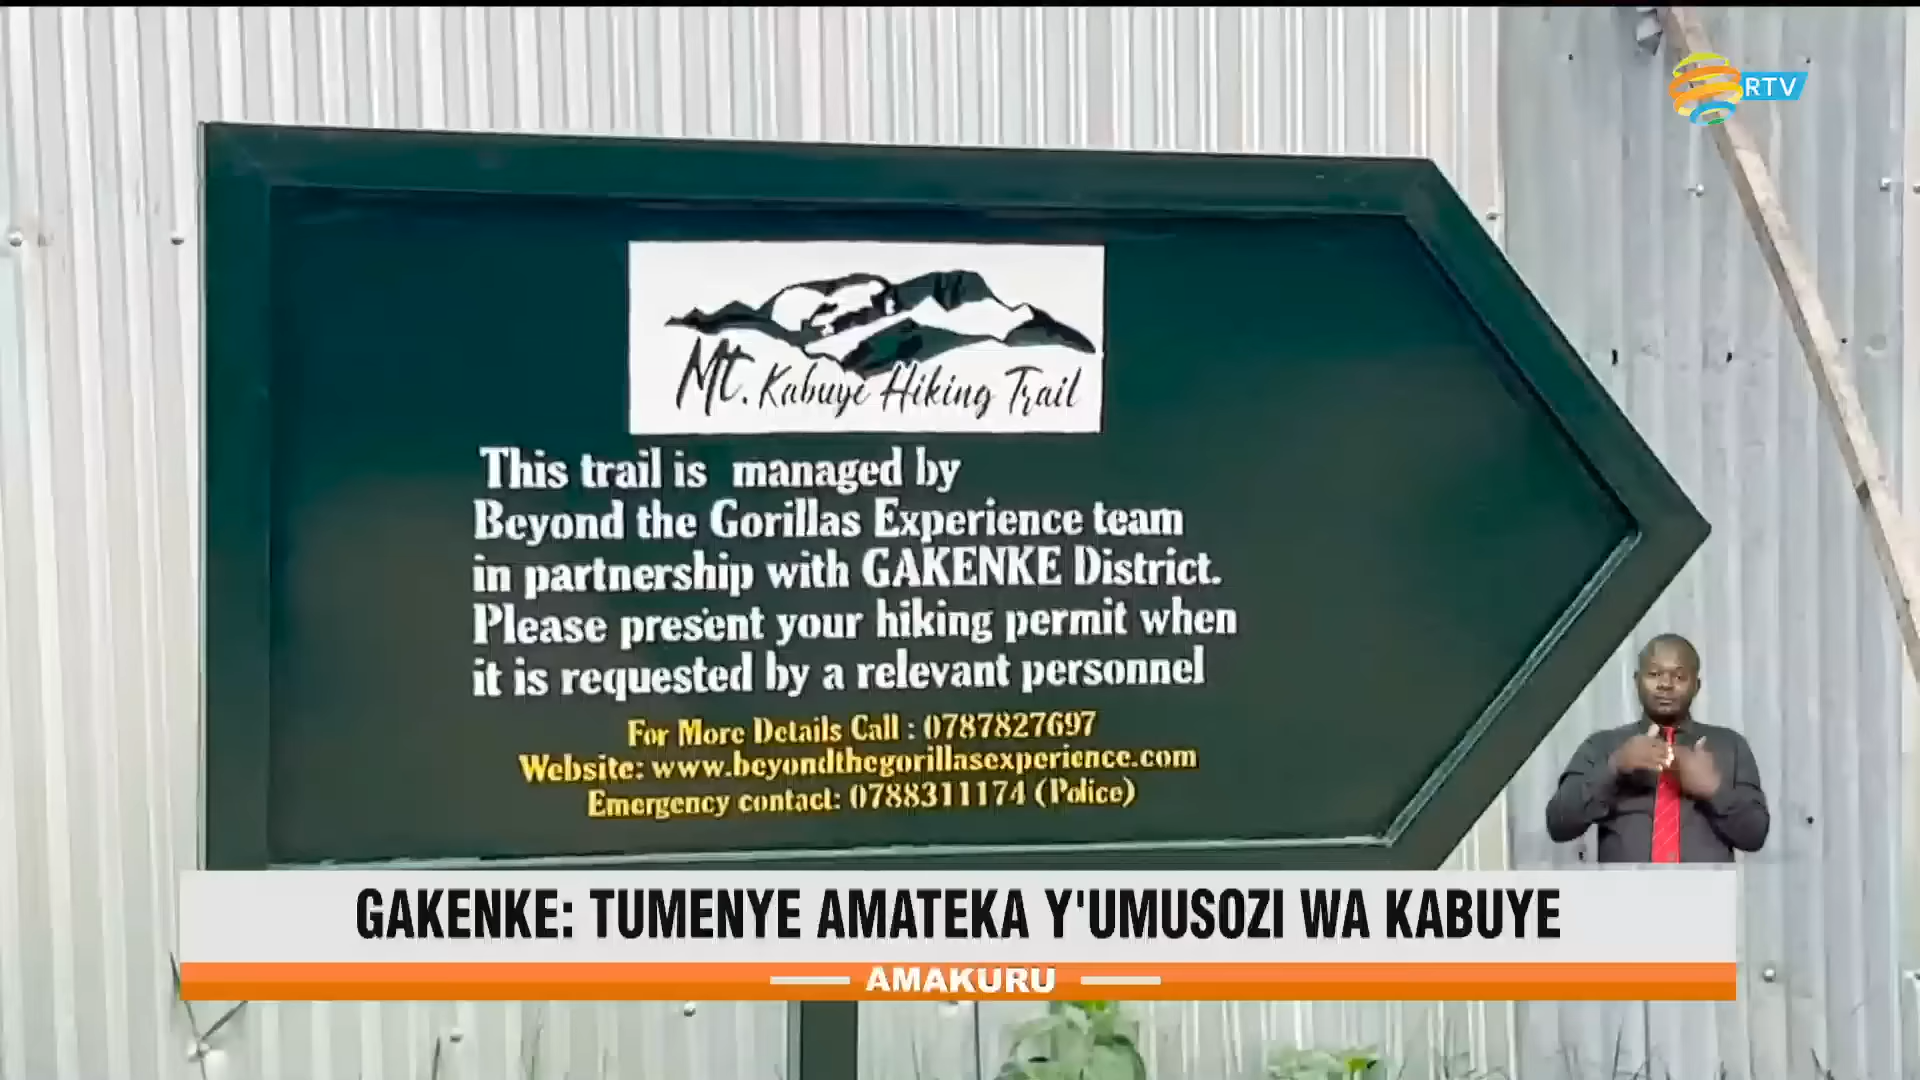 RTV
Mt. Kabuye Hiking Trail
This trail is managed by
Beyond the Gorillas Experience team
in partnership with GAKENKE District.
Please present your hiking permit when
it is requested by a relevant personnel
For More Details Call : 0787827697
Website: www.beyondthegorillasexperience.com
Emergency contact: 0788311174 (Police)
GAKENKE: TUMENYE AMATEKA Y'UMUSOZI WA KABUYE
AMAKURU